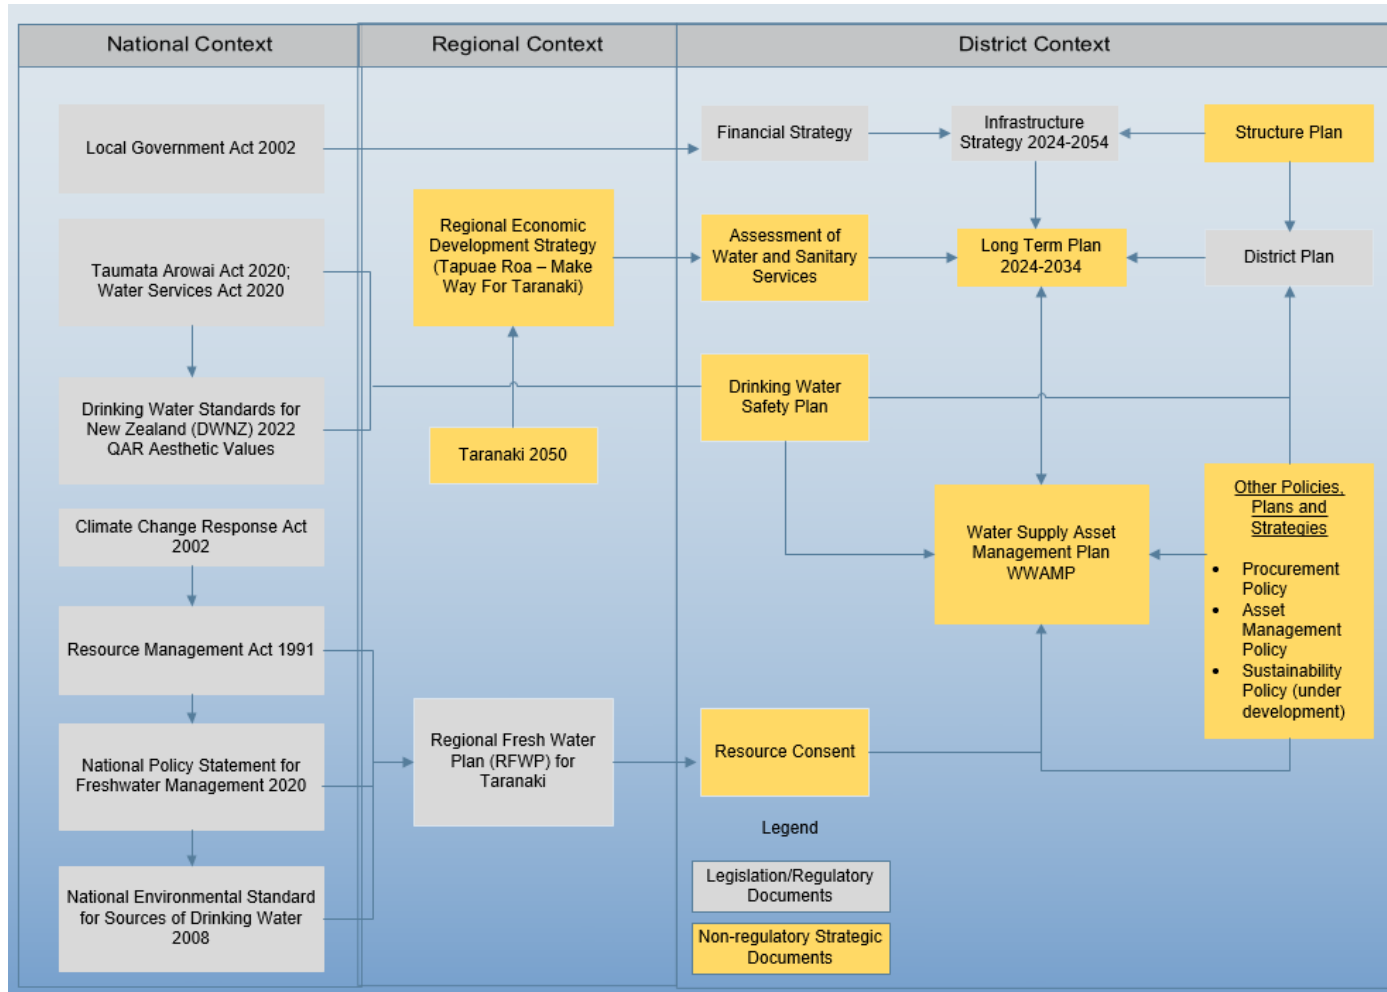 National Context
Regional Context
District Context
Local Government Act 2002
Financial Strategy
Infrastructure
Strategy 2024-2054
Structure Plan
Taumata Arowai Act 2020;
Water Services Act 2020
Regional Economic
Development Strategy
(Tapuae Roa – Make
Way For Taranaki)
Assessment of
Water and Sanitary
Services
Long Term Plan
2024-2034
District Plan
Drinking Water Standards for
New Zealand (DWNZ) 2022
QAR Aesthetic Values
Taranaki 2050
Drinking Water
Safety Plan
Climate Change Response Act
2002
Water Supply Asset
Management Plan
WWAMP
Other Policies,
Plans and
Strategies
• Procurement
Policy
• Asset
Management
Policy
• Sustainability
Policy (under
development)
Resource Management Act 1991
National Policy Statement for
Freshwater Management 2020
Regional Fresh Water
Plan (RFWP) for
Taranaki
Resource Consent
National Environmental Standard
for Sources of Drinking Water
2008
Legend
Legislation/Regulatory
Documents
Non-regulatory Strategic
Documents